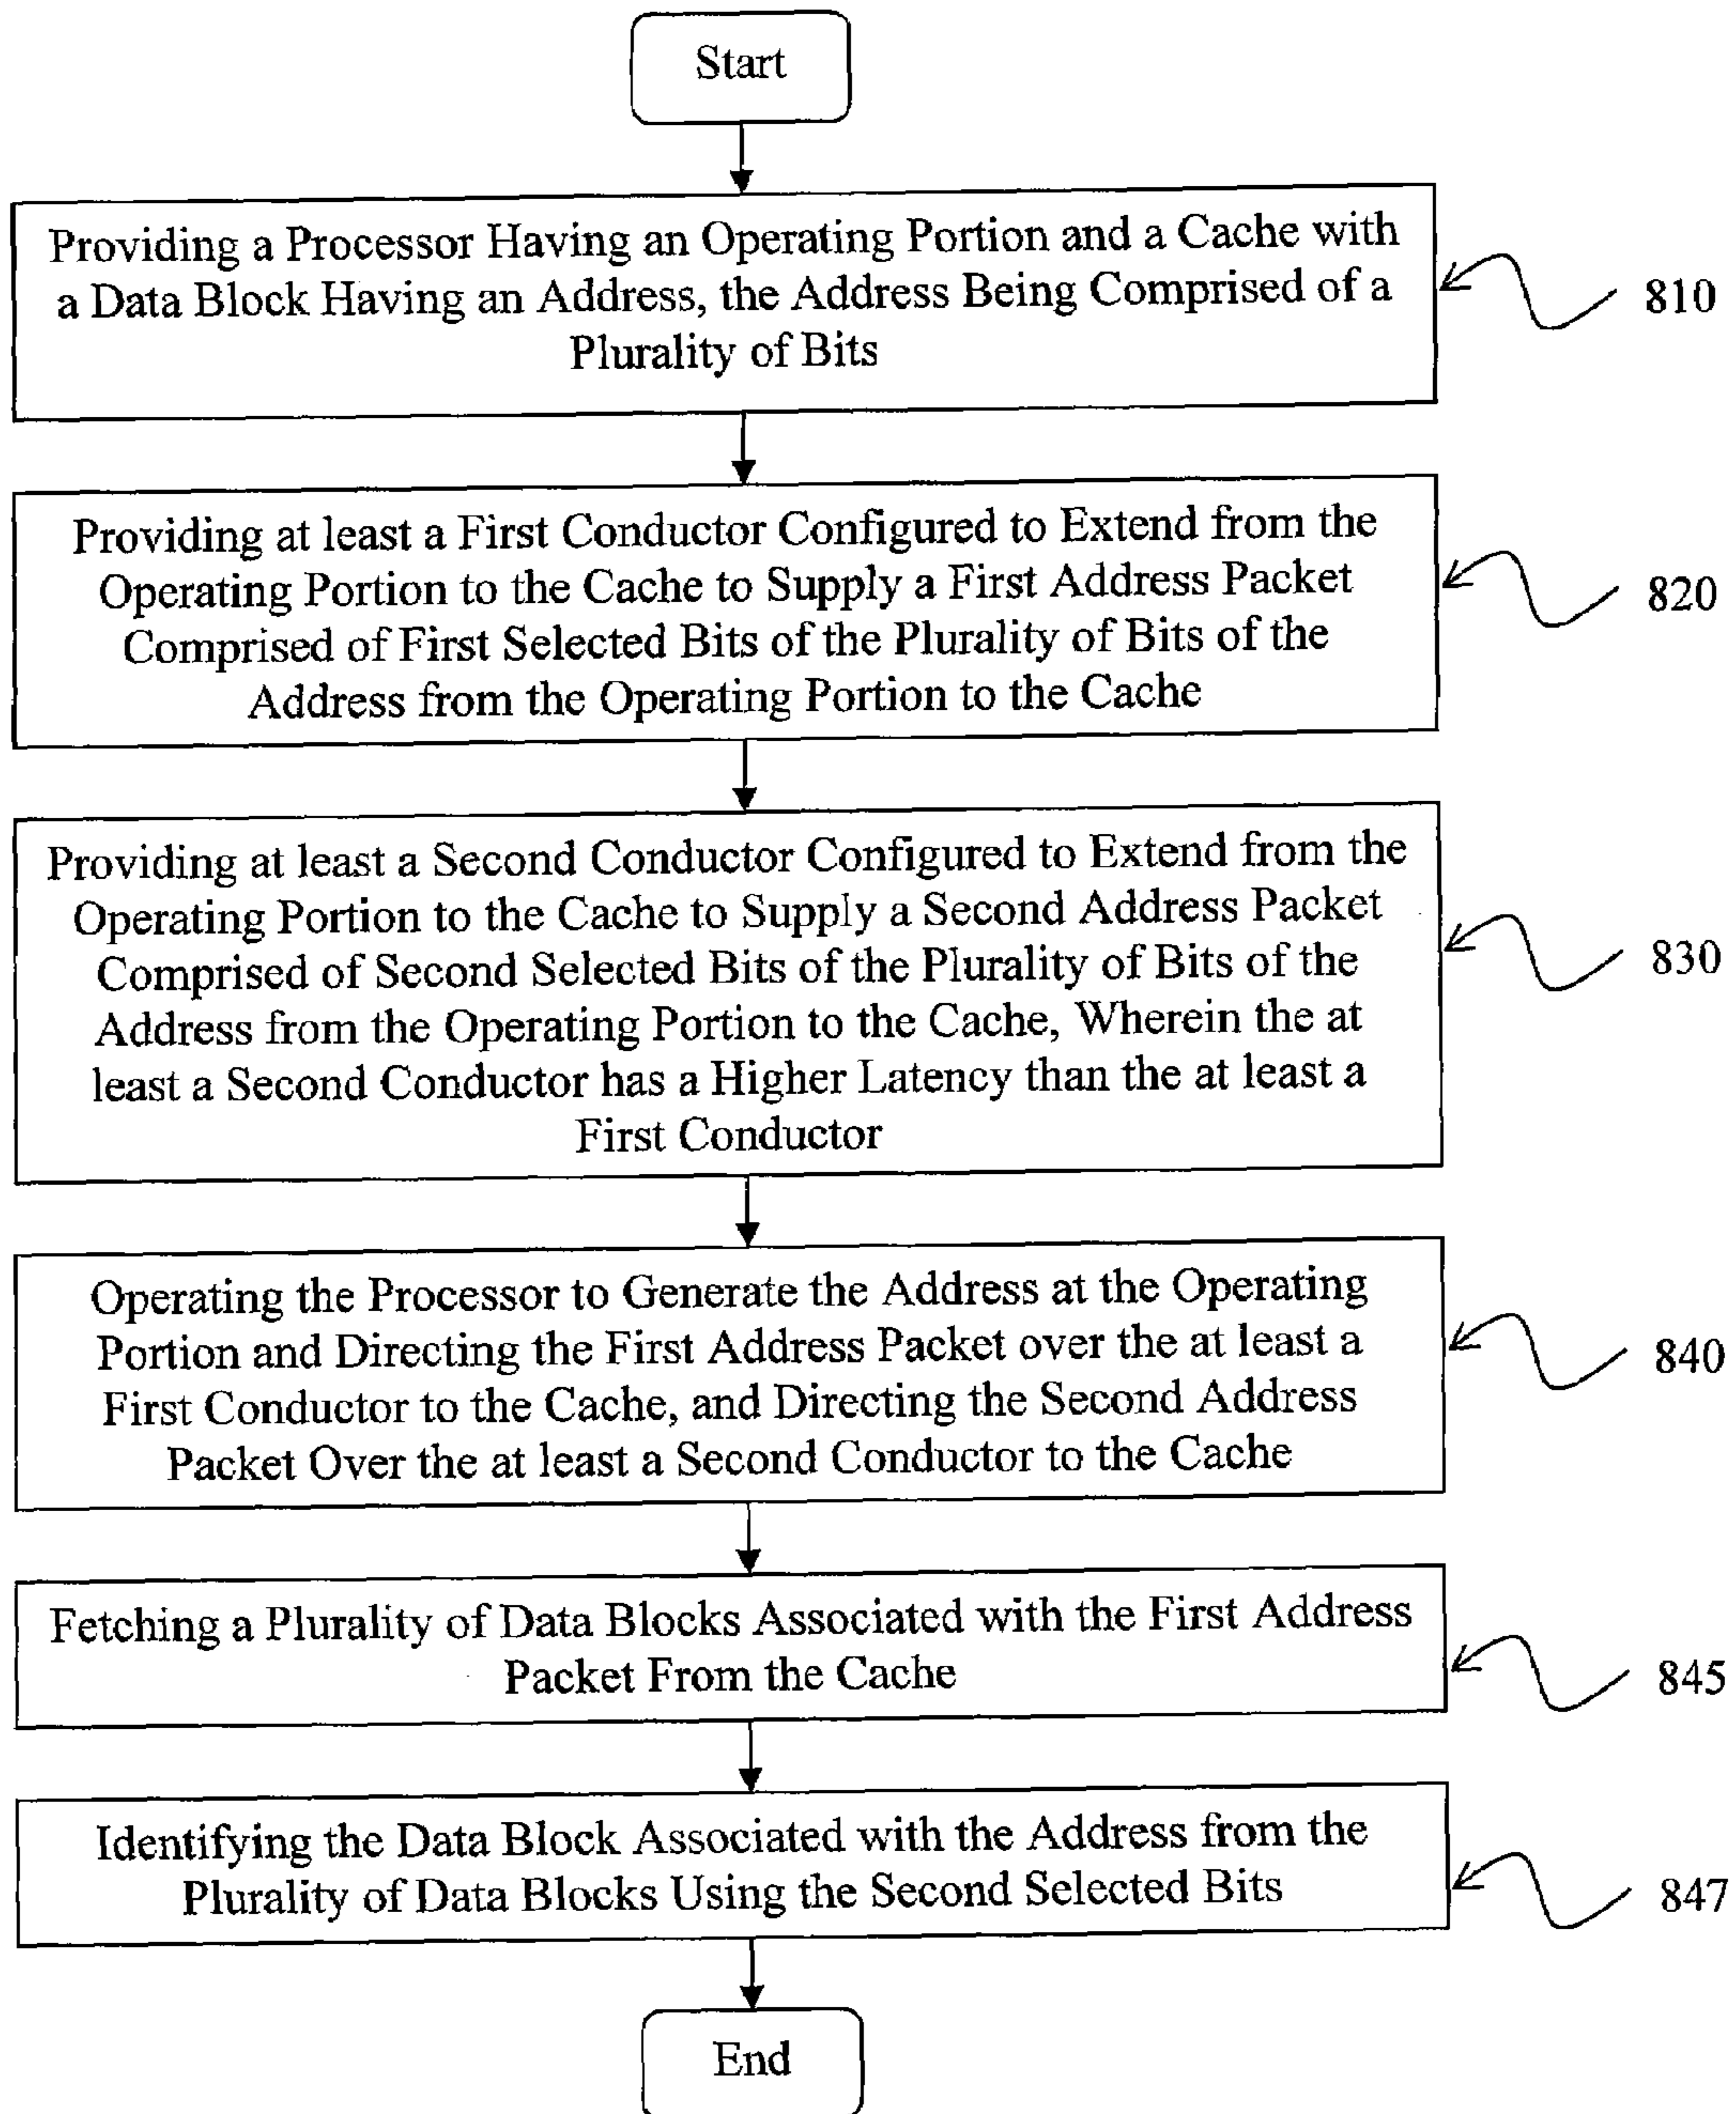 Start
Providing a Processor Having an Operating Portion and a Cache with
a Data Block Having an Address, the Address Being Comprised of a
Plurality of Bits
810
Providing at least a First Conductor Configured to Extend from the
Operating Portion to the Cache to Supply a First Address Packet
Comprised of First Selected Bits of the Plurality of Bits of the
Address from the Operating Portion to the Cache
820
Providing at least a Second Conductor Configured to Extend from the
Operating Portion to the Cache to Supply a Second Address Packet
Comprised of Second Selected Bits of the Plurality of Bits of the
Address from the Operating Portion to the Cache, Wherein the at
least a Second Conductor has a Higher Latency than the at least a
First Conductor
830
Operating the Processor to Generate the Address at the Operating
Portion and Directing the First Address Packet over the at least a
First Conductor to the Cache, and Directing the Second Address
Packet Over the at least a Second Conductor to the Cache
840
Fetching a Plurality of Data Blocks Associated with the First Address
Packet From the Cache
845
Identifying the Data Block Associated with the Address from the
Plurality of Data Blocks Using the Second Selected Bits
847
End